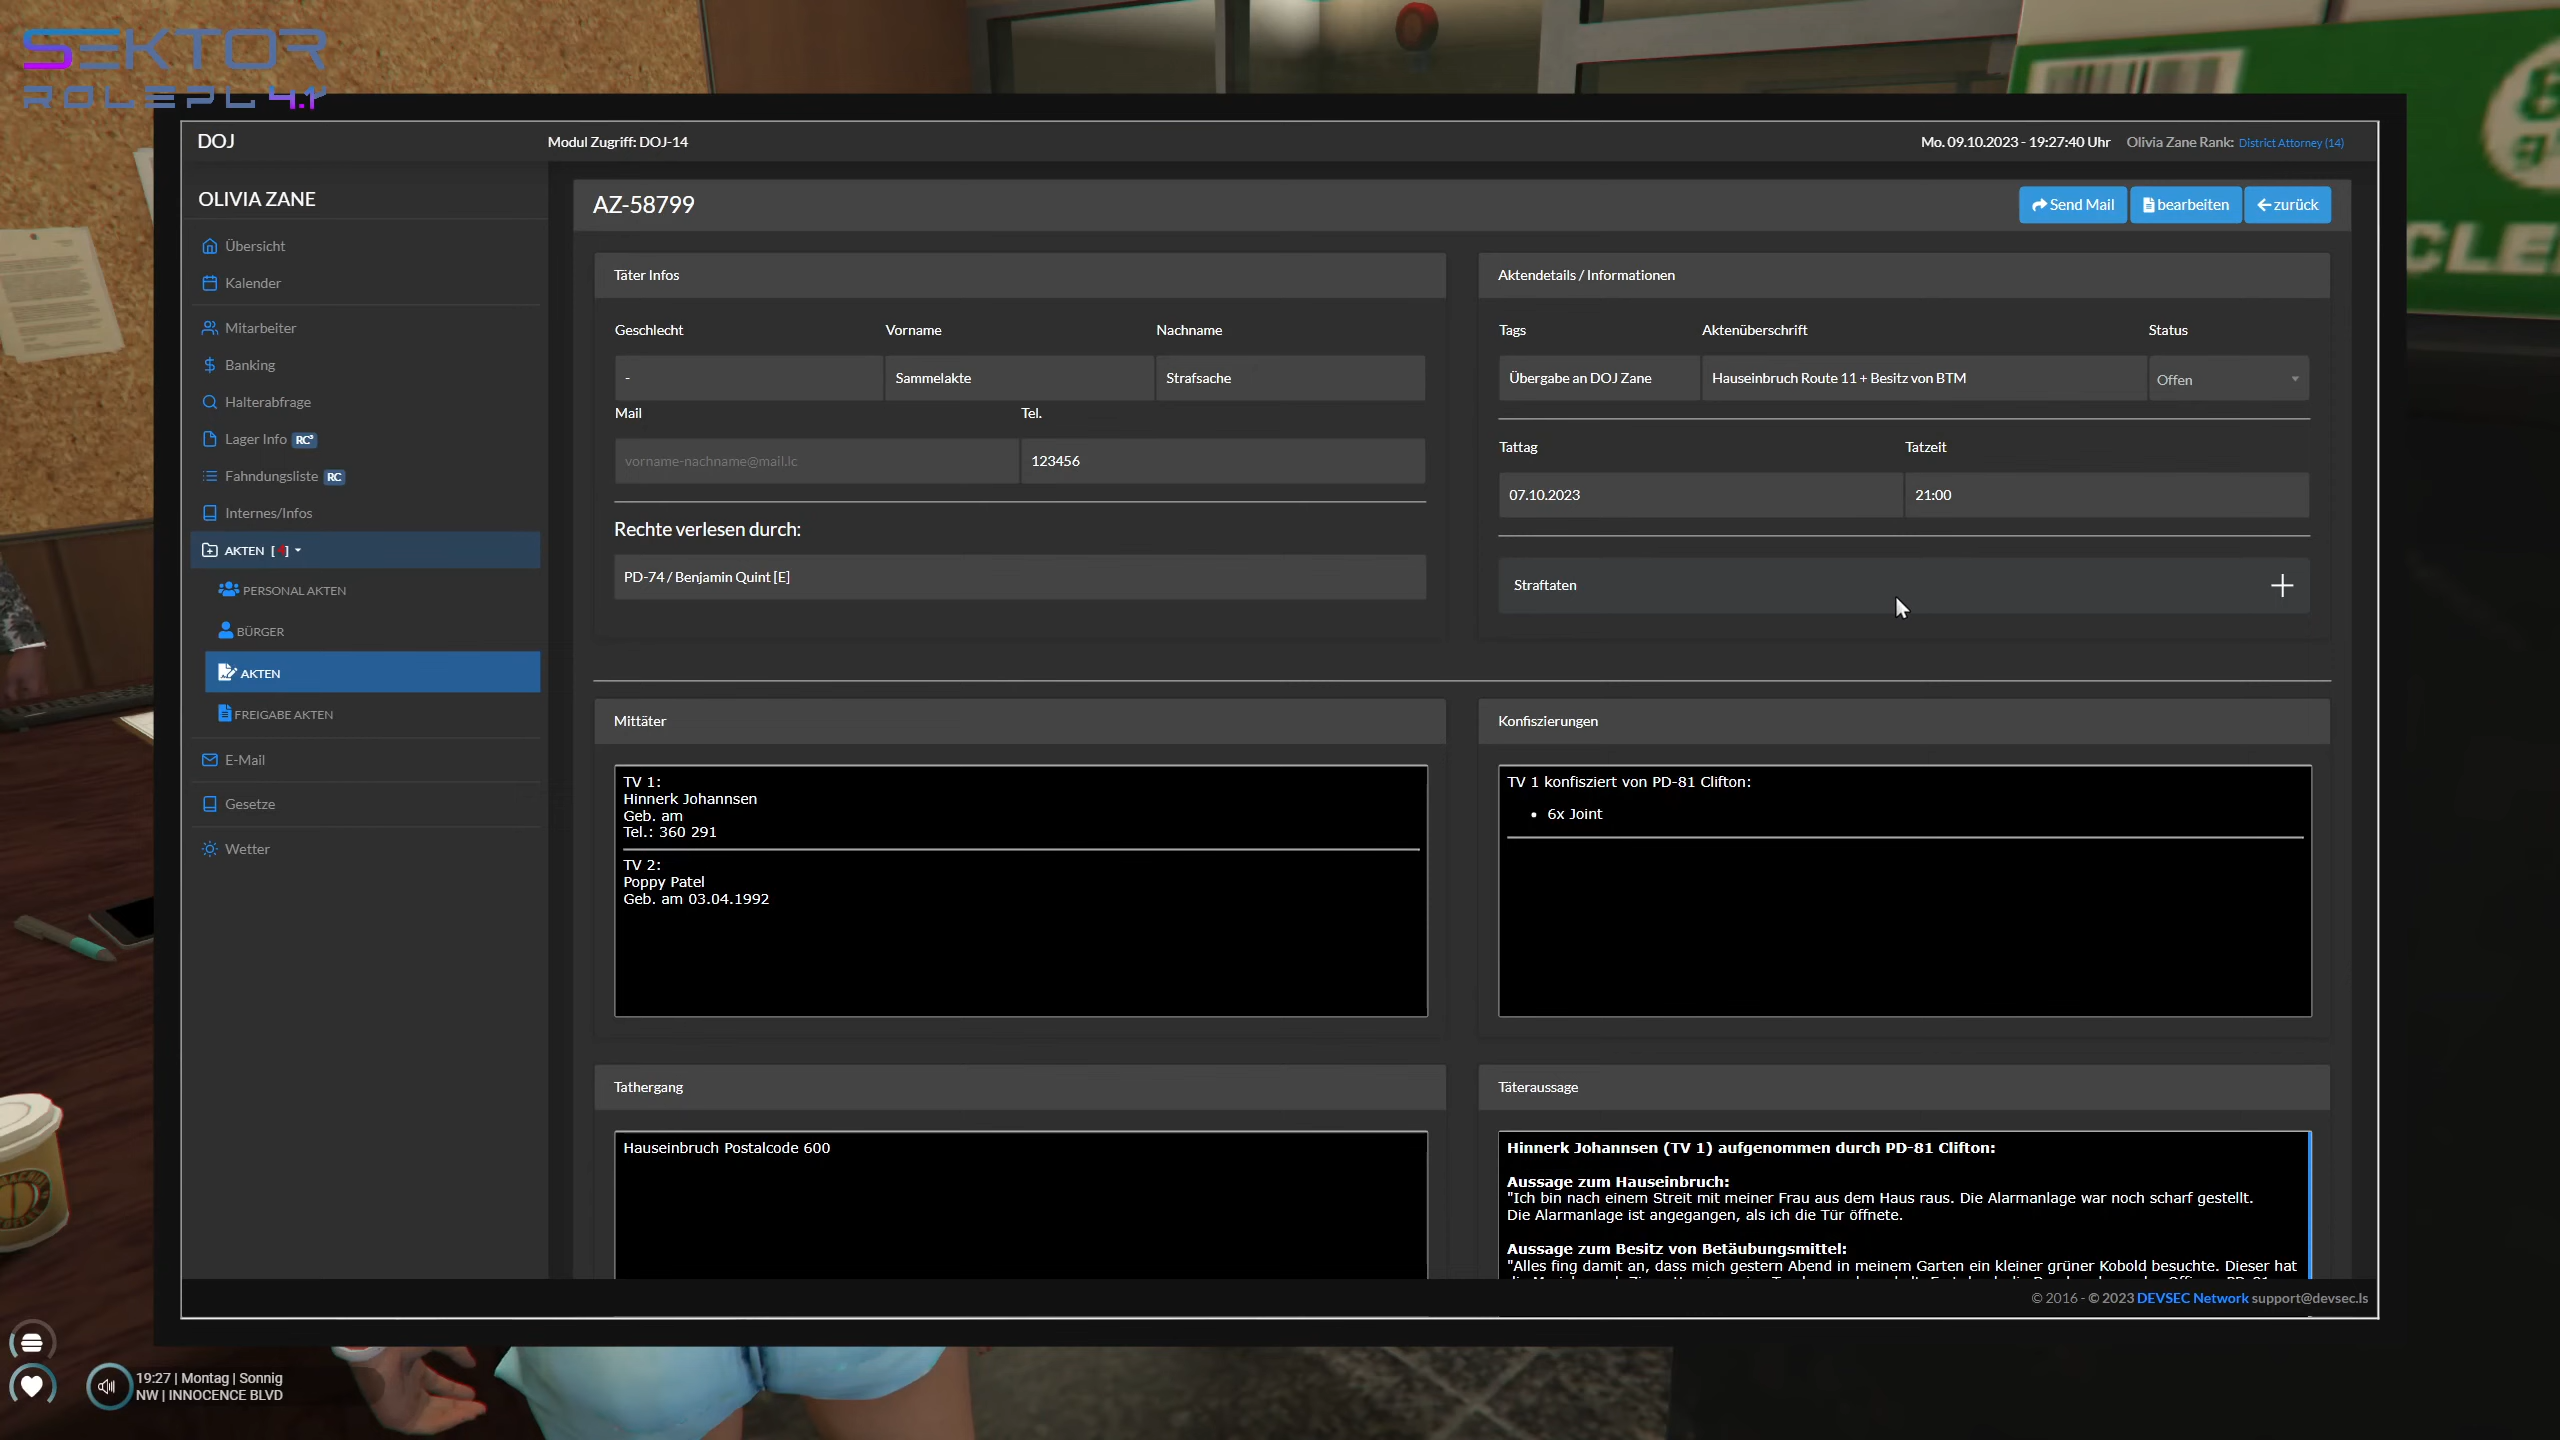 SEKTOR
ROLEPL4.Y
DOJ
Modul Zugriff: DOJ-14
Mo. 09.10.2023 - 19:27:40 Uhr
Olivia Zane Rank: District Attorney (14)
OLIVIA ZANE
Übersicht
Kalender
Mitarbeiter
Banking
Halterabfrage
Lager Info RC³
Fahndungsliste RC
Internes/Infos
AKTEN
PERSONAL AKTEN
BÜRGER
AKTEN
FREIGABE AKTEN
E-Mail
Gesetze
Wetter
AZ-58799
Send Mail
bearbeiten
zurück
Täter Infos
Geschlecht Vorname Nachname
- Sammelakte Strafsache
Mail Tel.
vorname-nachname@mail.lc 123456
Rechte verlesen durch:
PD-74 / Benjamin Quint [E]
Aktendetails / Informationen
Tags Aktenüberschrift Status
Übergabe an DOJ Zane Hauseinbruch Route 11 + Besitz von BTM Offen
Tattag Tatzeit
07.10.2023 21:00
Straftaten
Mittäter
TV 1:
Hinnerk Johannsen
Geb. am
Tel.: 360 291
TV 2:
Poppy Patel
Geb. am 03.04.1992
Konfiszierungen
TV 1 konfisziert von PD-81 Clifton:
• 6x Joint
Tathergang
Hauseinbruch Postalcode 600
Täteraussage
Hinnerk Johannsen (TV 1) aufgenommen durch PD-81 Clifton:
Aussage zum Hauseinbruch:
"Ich bin nach einem Streit mit meiner Frau aus dem Haus raus. Die Alarmanlage war noch scharf gestellt.
Die Alarmanlage ist angegangen, als ich die Tür öffnete.
Aussage zum Besitz von Betäubungsmittel:
"Alles fing damit an, dass mich gestern Abend in meinem Garten ein kleiner grüner Kobold besuchte. Dieser hat
© 2016 - © 2023 DEVSEC Network support@devsec.ls
19:27 | Montag | Sonnig
NW | INNOCENCE BLVD